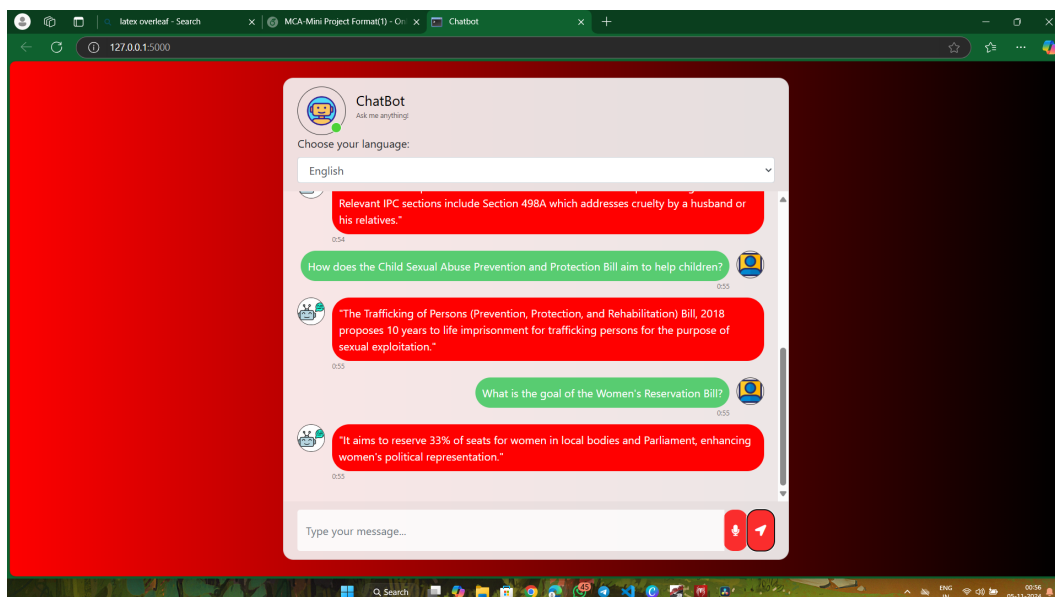 latex overleaf - Search
MCA-Mini Project Format(1) - On
Chatbot
127.0.0.1:5000
ChatBot
Ask me anything!
Choose your language:
English
Relevant IPC sections include Section 498A which addresses cruelty by a husband or
his relatives."
0:54
How does the Child Sexual Abuse Prevention and Protection Bill aim to help children?
0:55
"The Trafficking of Persons (Prevention, Protection, and Rehabilitation) Bill, 2018
proposes 10 years to life imprisonment for trafficking persons for the purpose of
sexual exploitation."
0:55
What is the goal of the Women's Reservation Bill?
0:55
"It aims to reserve 33% of seats for women in local bodies and Parliament, enhancing
women's political representation."
0:55
Type your message...
Search
45
ENG
IN
00:56
05-11-2024